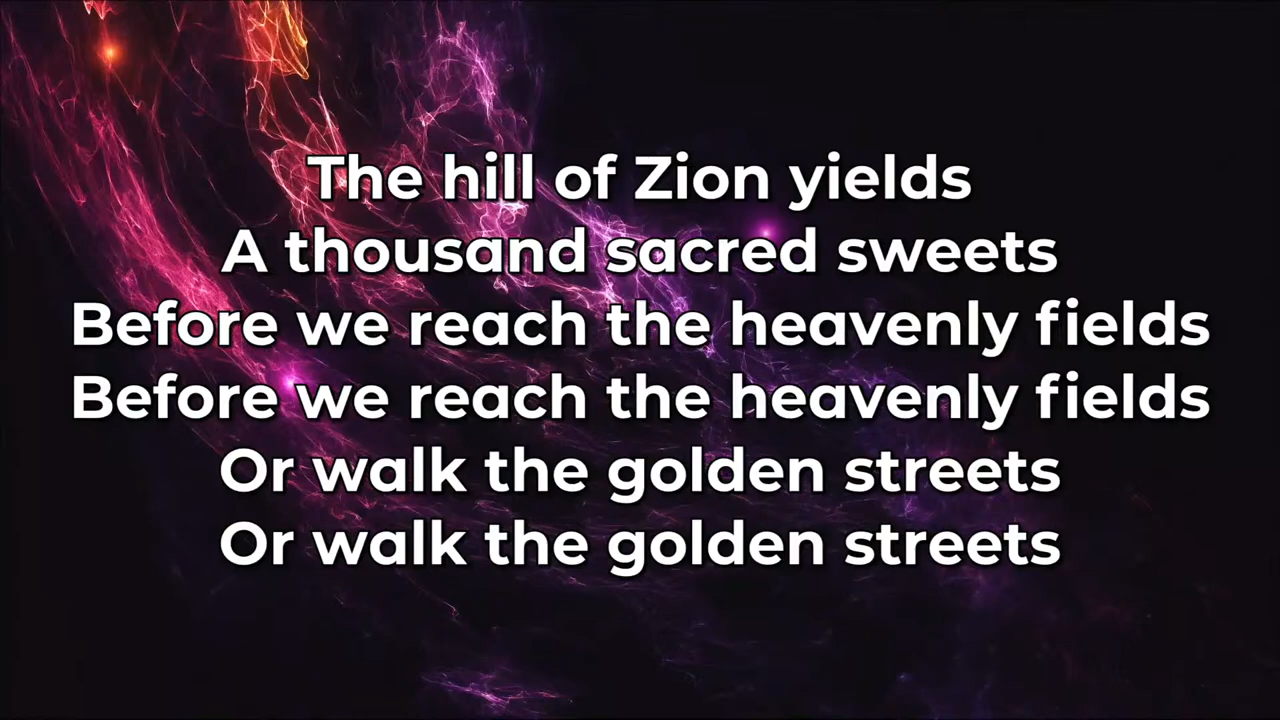 The hill of Zion yields
A thousand sacred sweets
Before we reach the heavenly fields
Before we reach the heavenly fields
Or walk the golden streets
Or walk the golden streets